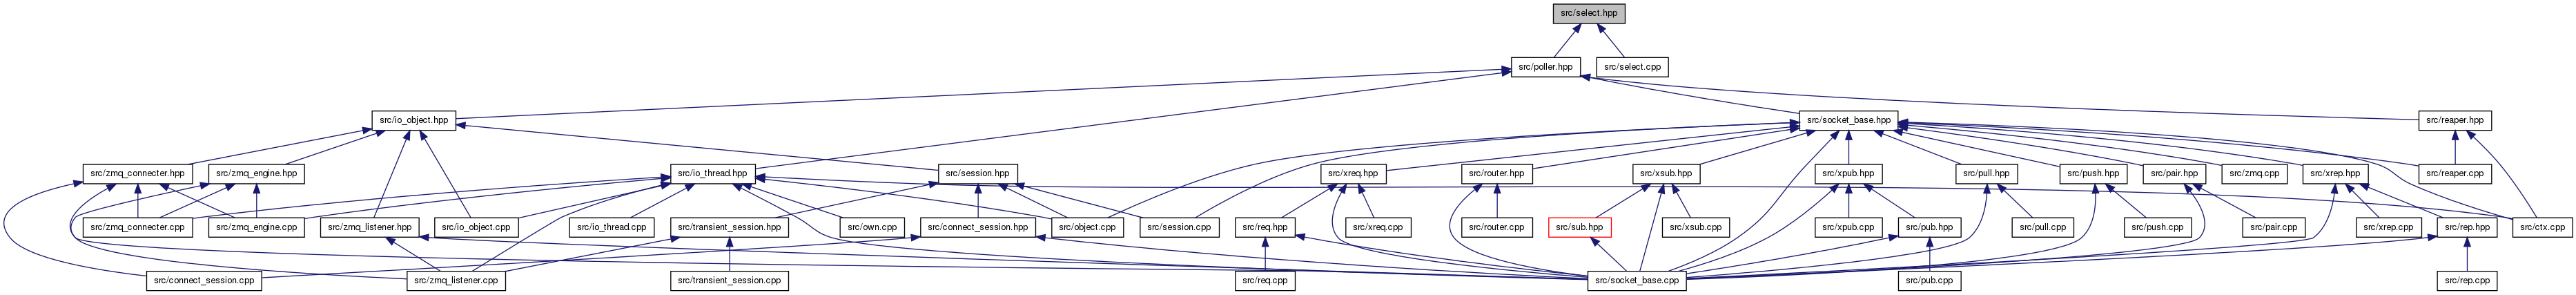 src/select.hpp
src/poller.hpp
src/select.cpp
src/io_object.hpp
src/socket_base.hpp
src/reaper.hpp
src/zmq_connecter.hpp
src/zmq_engine.hpp
src/io_thread.hpp
src/session.hpp
src/xreq.hpp
src/router.hpp
src/xsub.hpp
src/xpub.hpp
src/pull.hpp
src/push.hpp
src/pair.hpp
src/zmq.cpp
src/xrep.hpp
src/reaper.cpp
src/zmq_connecter.cpp
src/zmq_engine.cpp
src/zmq_listener.hpp
src/io_object.cpp
src/io_thread.cpp
src/transient_session.hpp
src/own.cpp
src/connect_session.hpp
src/object.cpp
src/session.cpp
src/req.hpp
src/xreq.cpp
src/router.cpp
src/sub.hpp
src/xsub.cpp
src/xpub.cpp
src/pub.hpp
src/pull.cpp
src/push.cpp
src/pair.cpp
src/xrep.cpp
src/rep.hpp
src/ctx.cpp
src/connect_session.cpp
src/zmq_listener.cpp
src/transient_session.cpp
src/req.cpp
src/socket_base.cpp
src/pub.cpp
src/rep.cpp